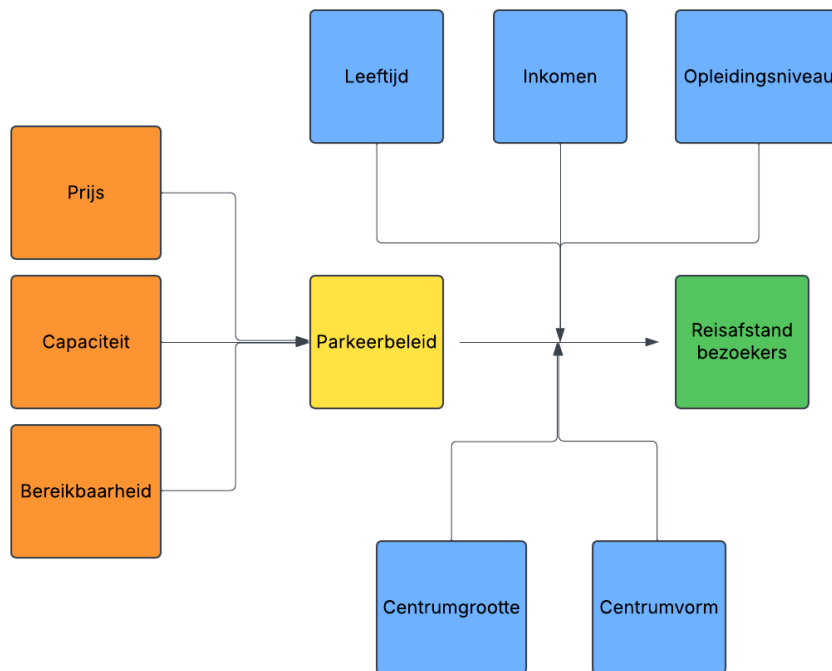 Leeftijd
Inkomen
Opleidingsniveau
Prijs
Capaciteit
Parkeerbeleid
Reisafstand
bezoekers
Bereikbaarheid
Centrumgrootte
Centrumvorm